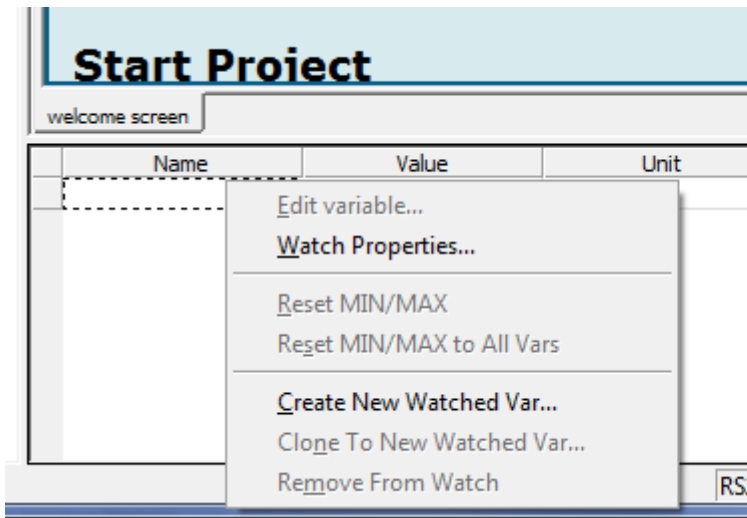 Start Project
welcome screen
Name Value Unit
Edit variable...
Watch Properties...
Reset MIN/MAX
Reset MIN/MAX to All Vars
Create New Watched Var...
Clone To New Watched Var...
Remove From Watch
RS